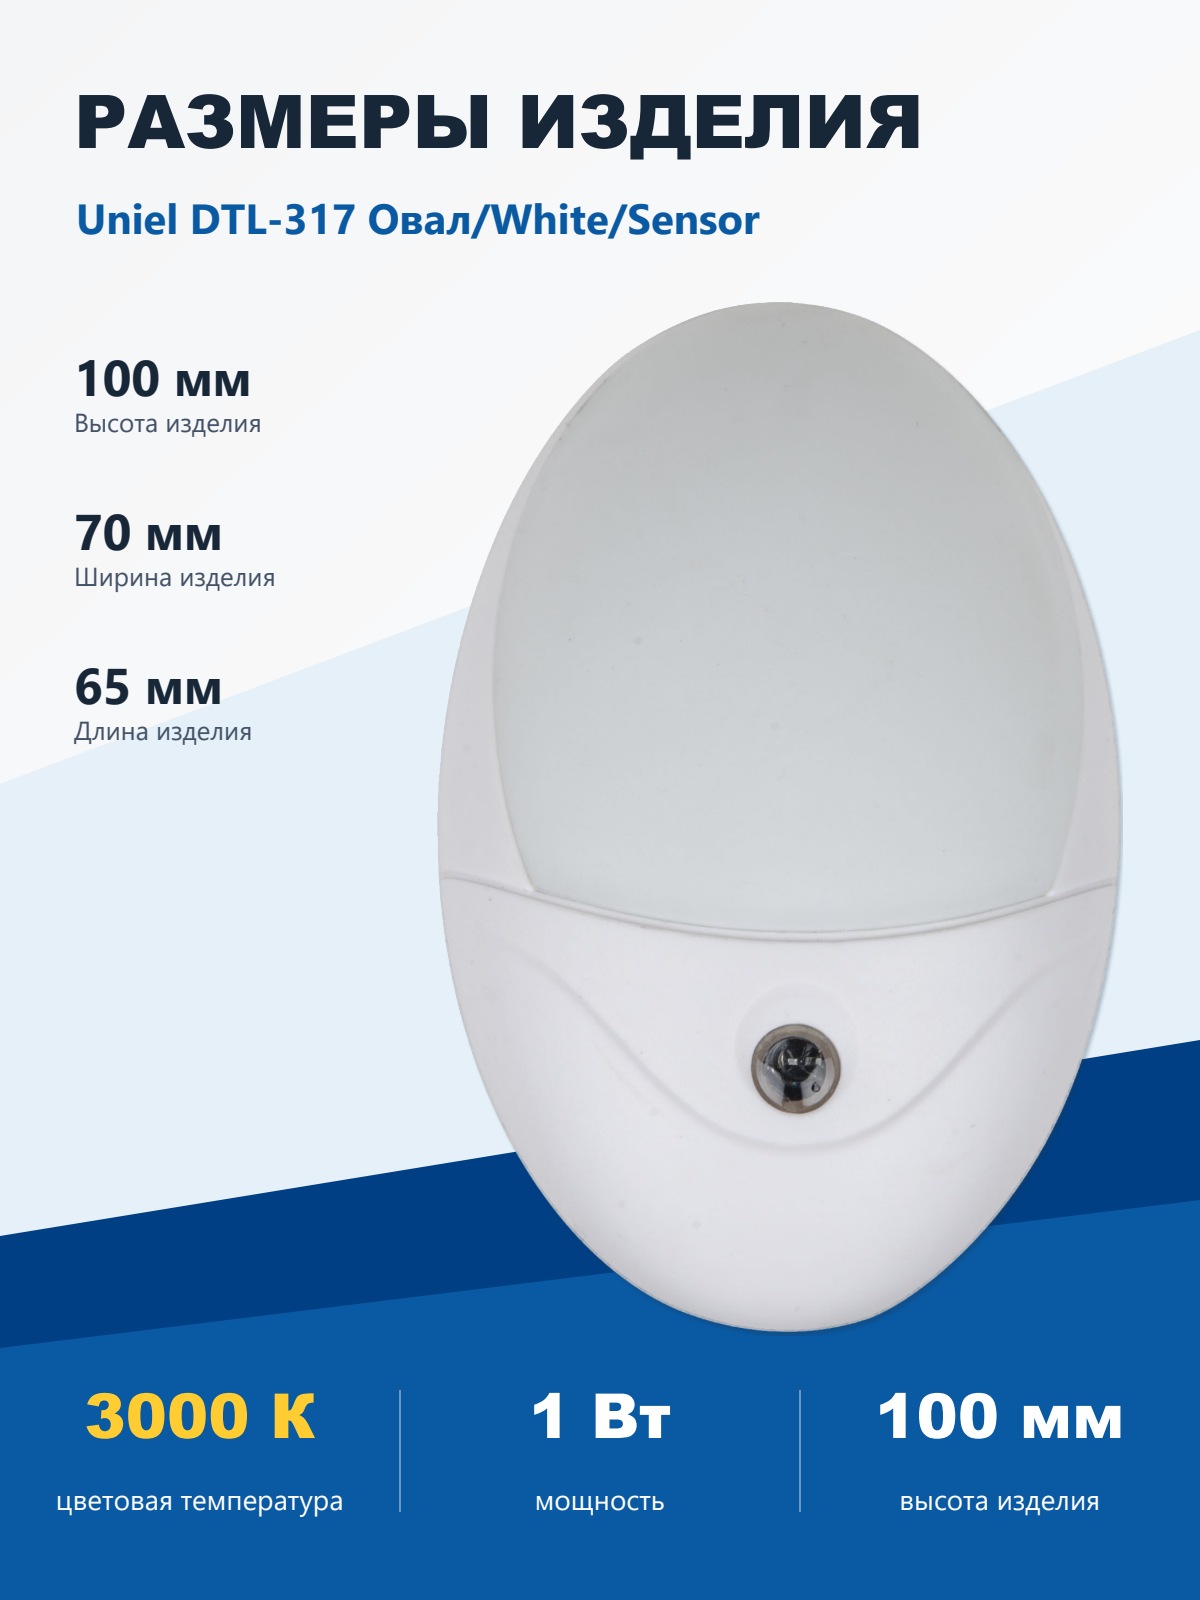 РАЗМЕРЫ ИЗДЕЛИЯ
Uniel DTL-317 Овал/White/Sensor
100 мм
Высота изделия
70 мм
Ширина изделия
65 мм
Длина изделия
3000 К
цветовая температура
1 Вт
мощность
100 мм
высота изделия